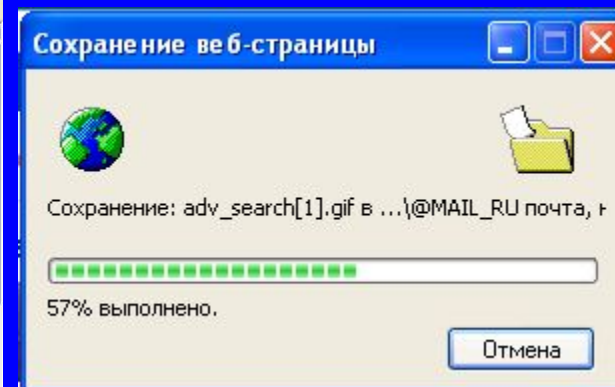 Сохранение веб-страницы
Сохранение: adv_search[1].gif в ...\@MAIL_RU почта,
57% выполнено.
Отмена